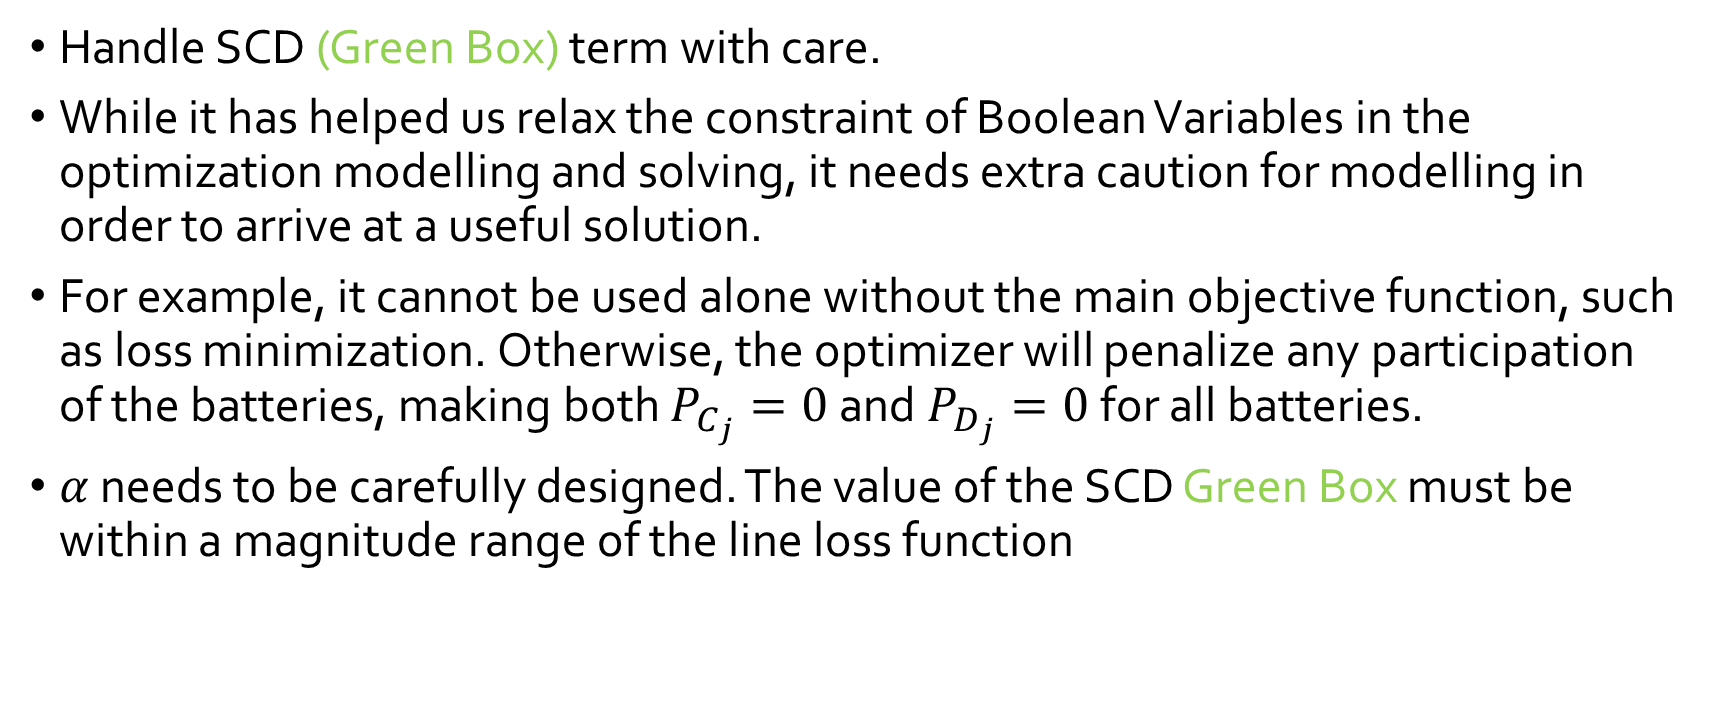 • Handle SCD (Green Box) term with care.
• While it has helped us relax the constraint of Boolean Variables in the
optimization modelling and solving, it needs extra caution for modelling in
order to arrive at a useful solution.
• For example, it cannot be used alone without the main objective function, such
as loss minimization. Otherwise, the optimizer will penalize any participation
of the batteries, making both $P_{C_j} = 0$ and $P_{D_j} = 0$ for all batteries.
• $\alpha$ needs to be carefully designed. The value of the SCD Green Box must be
within a magnitude range of the line loss function